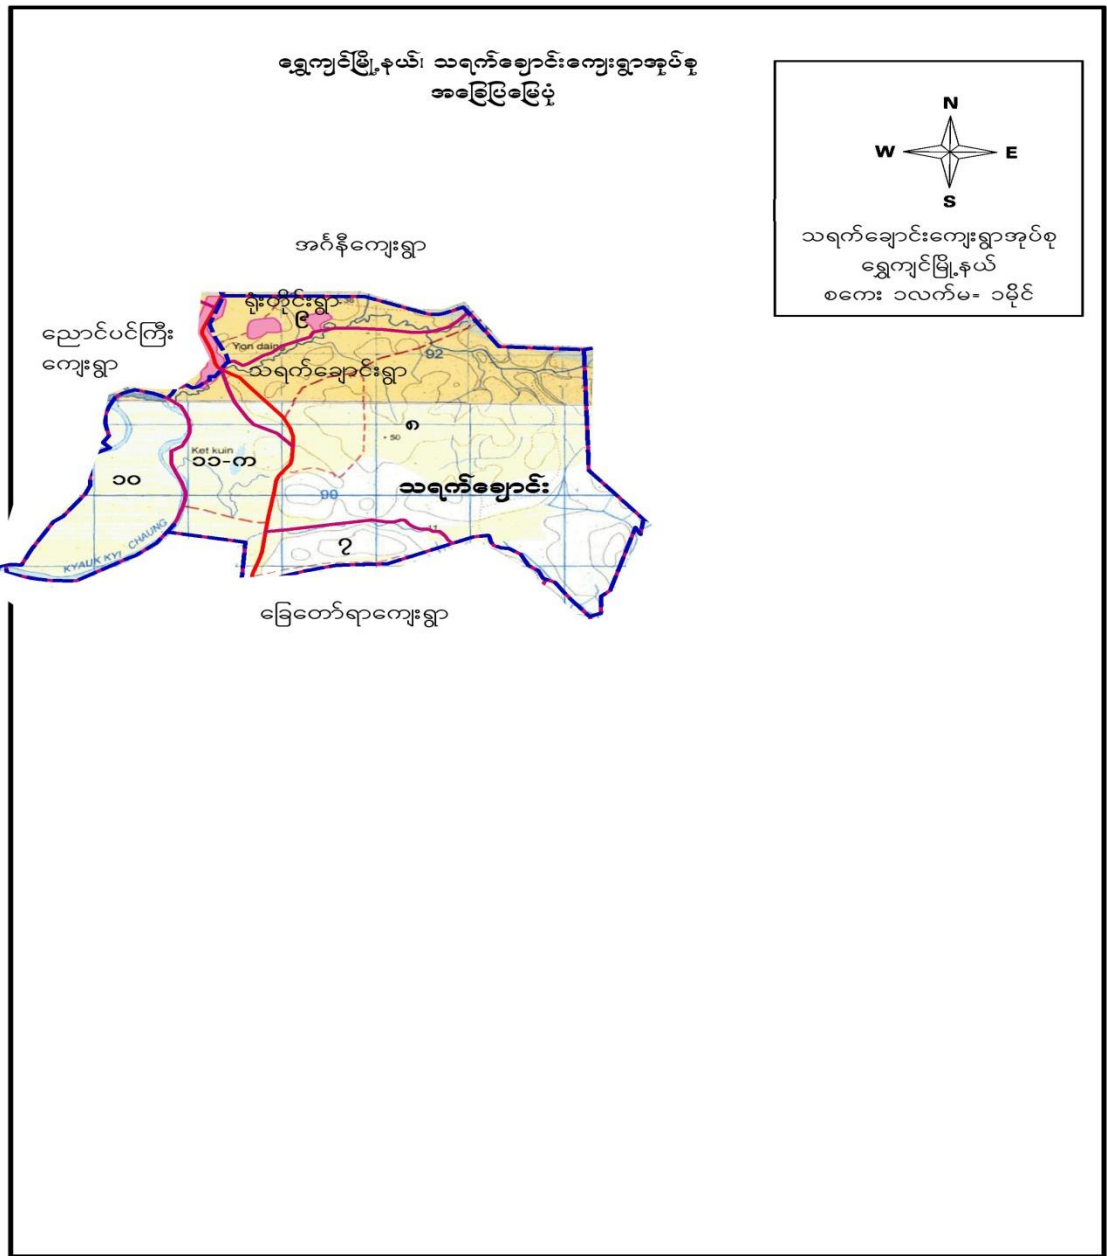 ရွှေကျင်မြို့နယ်၊ သရက်ချောင်းကျေးရွာအုပ်စု
အခြေပြမြေပုံ
N
W E
S
သရက်ချောင်းကျေးရွာအုပ်စု
ရွှေကျင်မြို့နယ်
စကေး ၁လက်မ= ၁မိုင်
အင်္ဂနီကျေးရွာ
ညောင်ပင်ကြီး
ကျေးရွာ
ရုံးတိုင်းရွာ
၉
Yon daing
92
သရက်ချောင်းရွာ
၈
50
Ket kuin
၁၁-က
၁၀
90
သရက်ချောင်း
၇
KYAUK KYI CHAUNG
ခြေတော်ရာကျေးရွာ